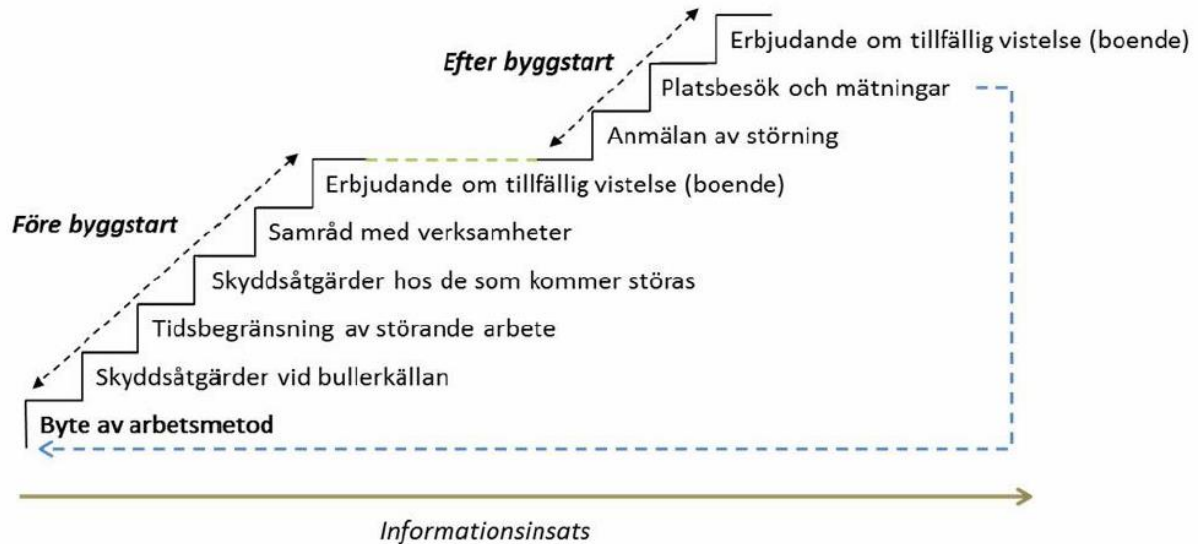 Erbjudande om tillfällig vistelse (boende)
Efter byggstart
Platsbesök och mätningar
Anmälan av störning
Erbjudande om tillfällig vistelse (boende)
Före byggstart
Samråd med verksamheter
Skyddsåtgärder hos de som kommer störas
Tidsbegränsning av störande arbete
Skyddsåtgärder vid bullerkällan
Byte av arbetsmetod
Informationsinsats